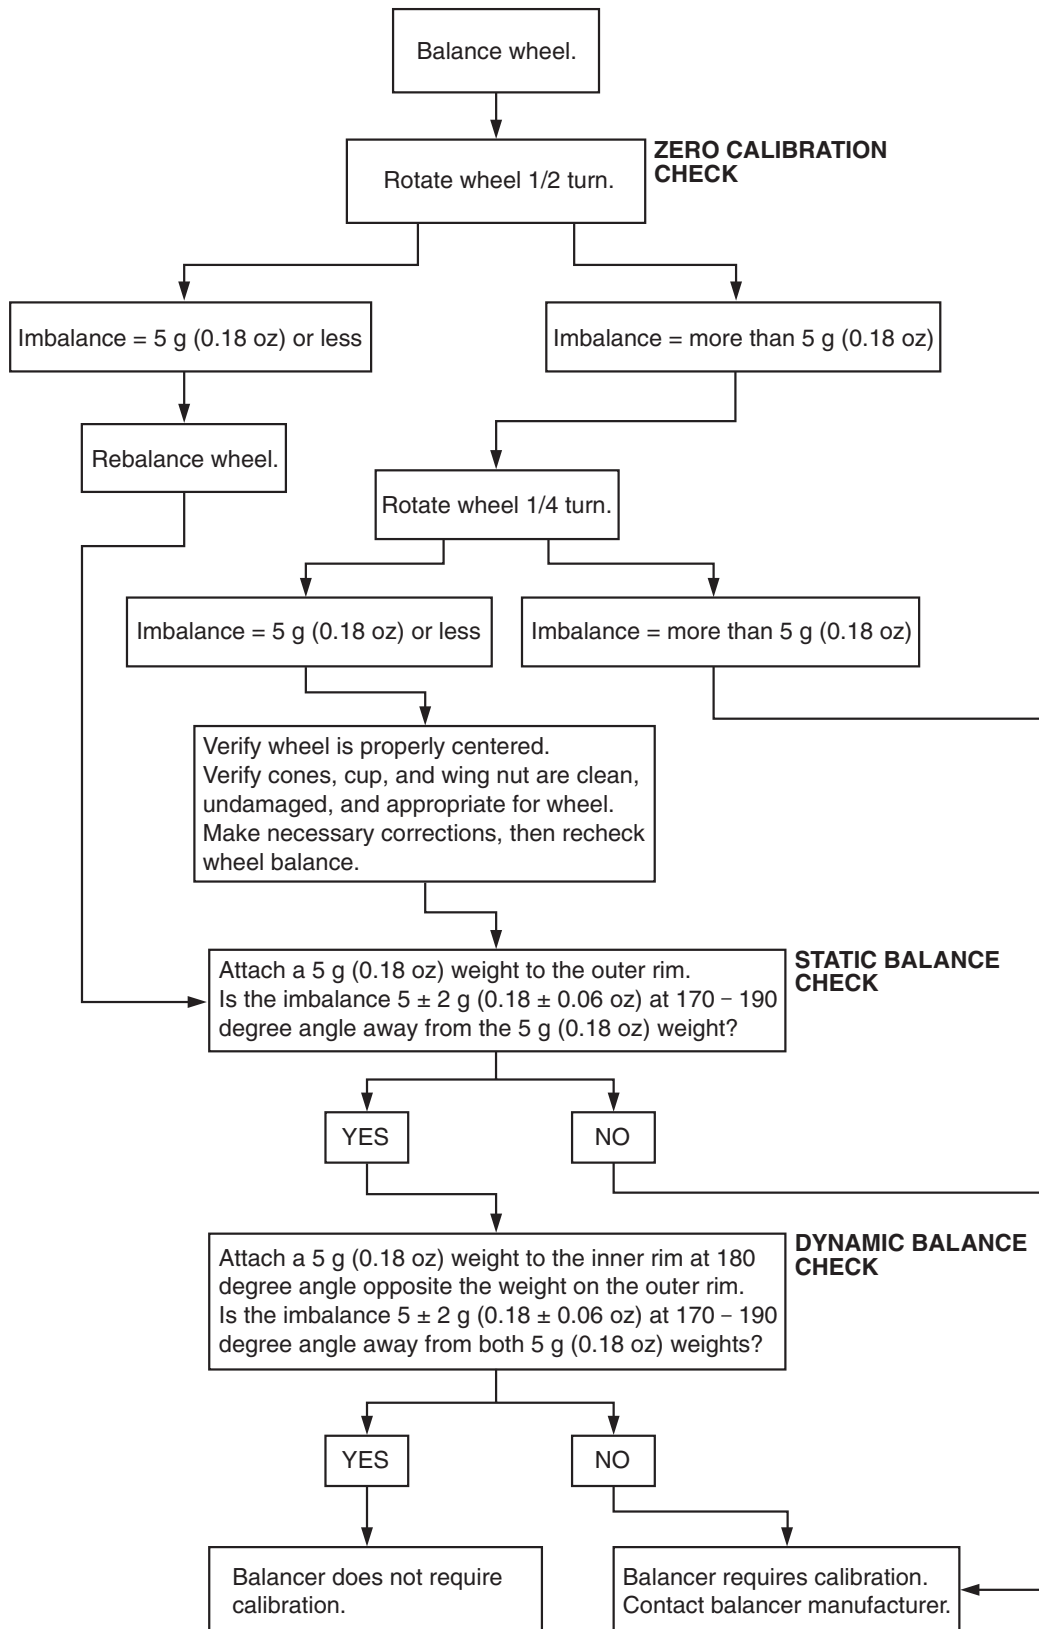 Balance wheel.
ZERO CALIBRATION
CHECK
Rotate wheel 1/2 turn.
Imbalance = 5 g (0.18 oz) or less
Imbalance = more than 5 g (0.18 oz)
Rebalance wheel.
Rotate wheel 1/4 turn.
Imbalance = 5 g (0.18 oz) or less
Imbalance = more than 5 g (0.18 oz)
Verify wheel is properly centered.
Verify cones, cup, and wing nut are clean,
undamaged, and appropriate for wheel.
Make necessary corrections, then recheck
wheel balance.
STATIC BALANCE
CHECK
Attach a 5 g (0.18 oz) weight to the outer rim.
Is the imbalance 5 ± 2 g (0.18 ± 0.06 oz) at 170 – 190
degree angle away from the 5 g (0.18 oz) weight?
YES
NO
DYNAMIC BALANCE
CHECK
Attach a 5 g (0.18 oz) weight to the inner rim at 180
degree angle opposite the weight on the outer rim.
Is the imbalance 5 ± 2 g (0.18 ± 0.06 oz) at 170 – 190
degree angle away from both 5 g (0.18 oz) weights?
YES
NO
Balancer does not require
calibration.
Balancer requires calibration.
Contact balancer manufacturer.